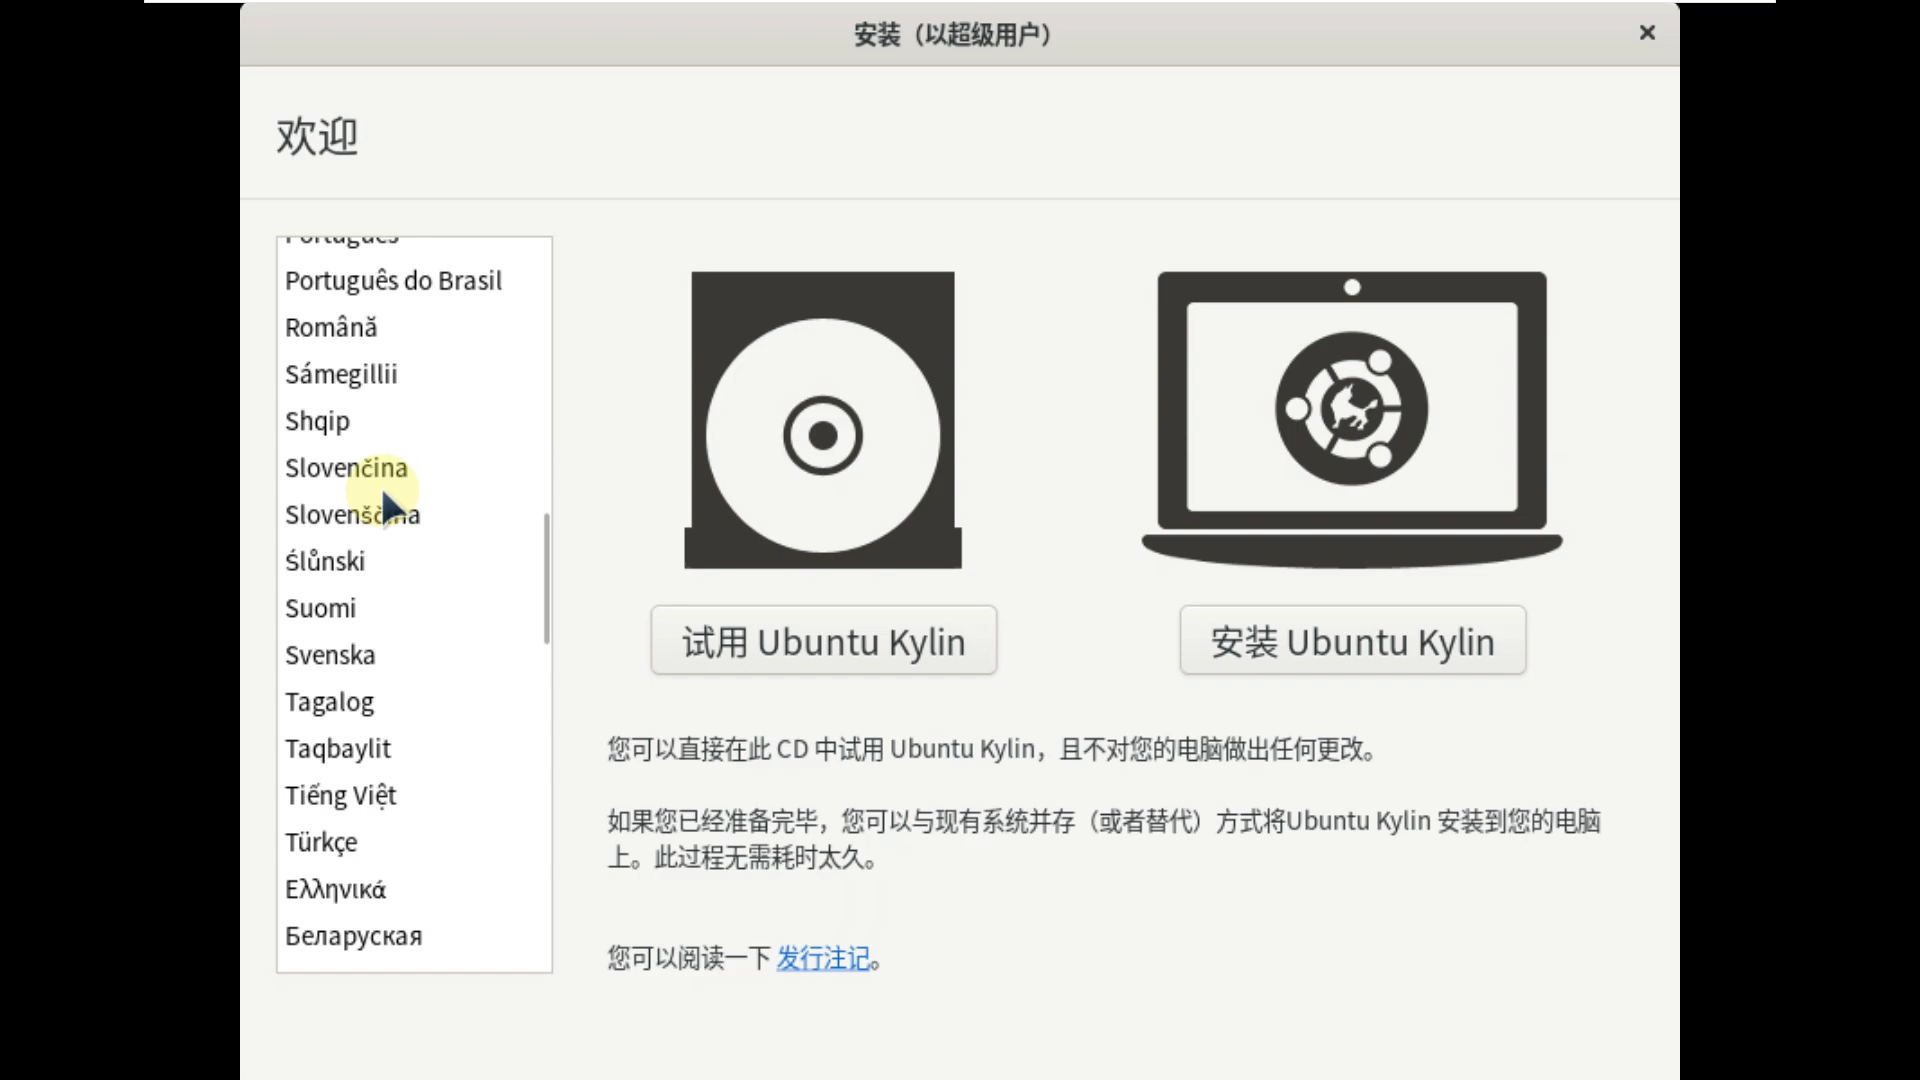 安装（以超级用户）
×
欢迎
Português
Português do Brasil
Română
Sámegillii
Shqip
Slovenčina
Slovenščina
Ślůnski
Suomi
Svenska
Tagalog
Taqbaylit
Tiếng Việt
Türkçe
Ελληνικά
Беларуская
试用 Ubuntu Kylin
安装 Ubuntu Kylin
您可以直接在此 CD 中试用 Ubuntu Kylin，且不对您的电脑做出任何更改。
如果您已经准备完毕，您可以与现有系统并存（或者替代）方式将Ubuntu Kylin 安装到您的电脑
上。此过程无需耗时太久。
您可以阅读一下 发行注记。